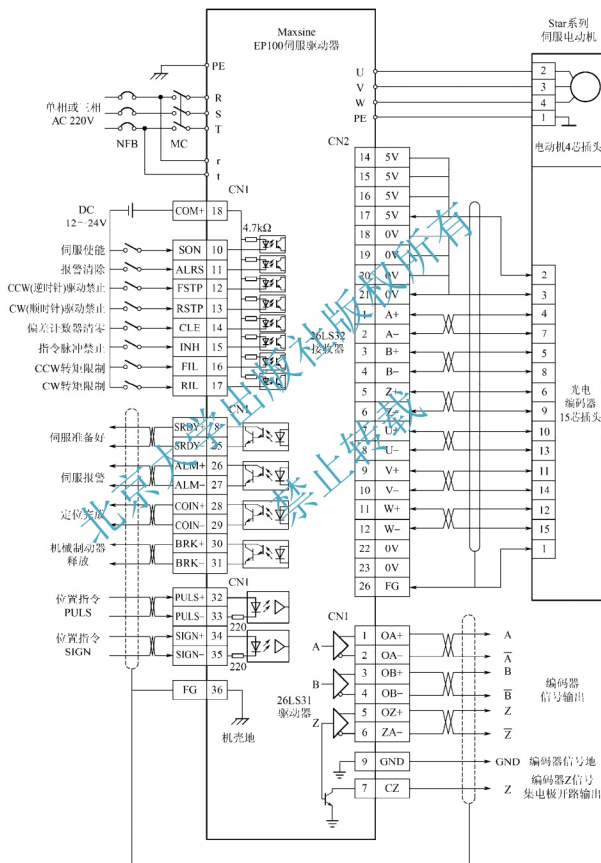 Maxsine
EP100伺服驱动器
Star系列
伺服电动机
PE
R
S
T
r
t
单相或三相
AC 220V
NFB
MC
U
V
W
PE
2
3
4
1
电动机4芯插头
CN1
DC
12～24V
COM+ 18
4.7kΩ
伺服使能 SON 10
报警清除 ALRS 11
CCW(逆时针)驱动禁止 FSTP 12
CW(顺时针)驱动禁止 RSTP 13
偏差计数器清零 CLE 14
指令脉冲禁止 INH 15
CCW转矩限制 FIL 16
CW转矩限制 RIL 17
CN1
伺服准备好
SRDY 8
SRDY- 25
伺服报警
ALM+ 26
ALM- 27
定位完成
COIN+ 28
COIN- 29
机械制动器
释放
BRK+ 30
BRK- 31
CN1
位置指令
PULS
PULS+ 32
PULS- 33
220
位置指令
SIGN
SIGN+ 34
SIGN- 35
220
FG 36
机壳地
CN2
14 5V
15 5V
16 5V
17 5V
18 0V
19 0V
20 0V
21 0V
1 A+
2 A-
3 B+
4 B-
5 Z+
6 Z-
7 U+
8 U-
9 V+
10 V-
11 W+
12 W-
22 0V
23 0V
26 FG
26LS32
接收器
2
3
4
7
5
8
6
9
10
13
11
14
12
15
1
光电
编码器
15芯插头
CN1
A
1 OA+ A
2 OA- A̅
B
3 OB+ B
4 OB- B̅
Z
5 OZ+ Z
6 ZA- Z̅
26LS31
驱动器
编码器
信号输出
9 GND GND 编码器信号地
7 CZ Z
编码器Z信号
集电极开路输出
北京大学出版社版权所有
禁止转载